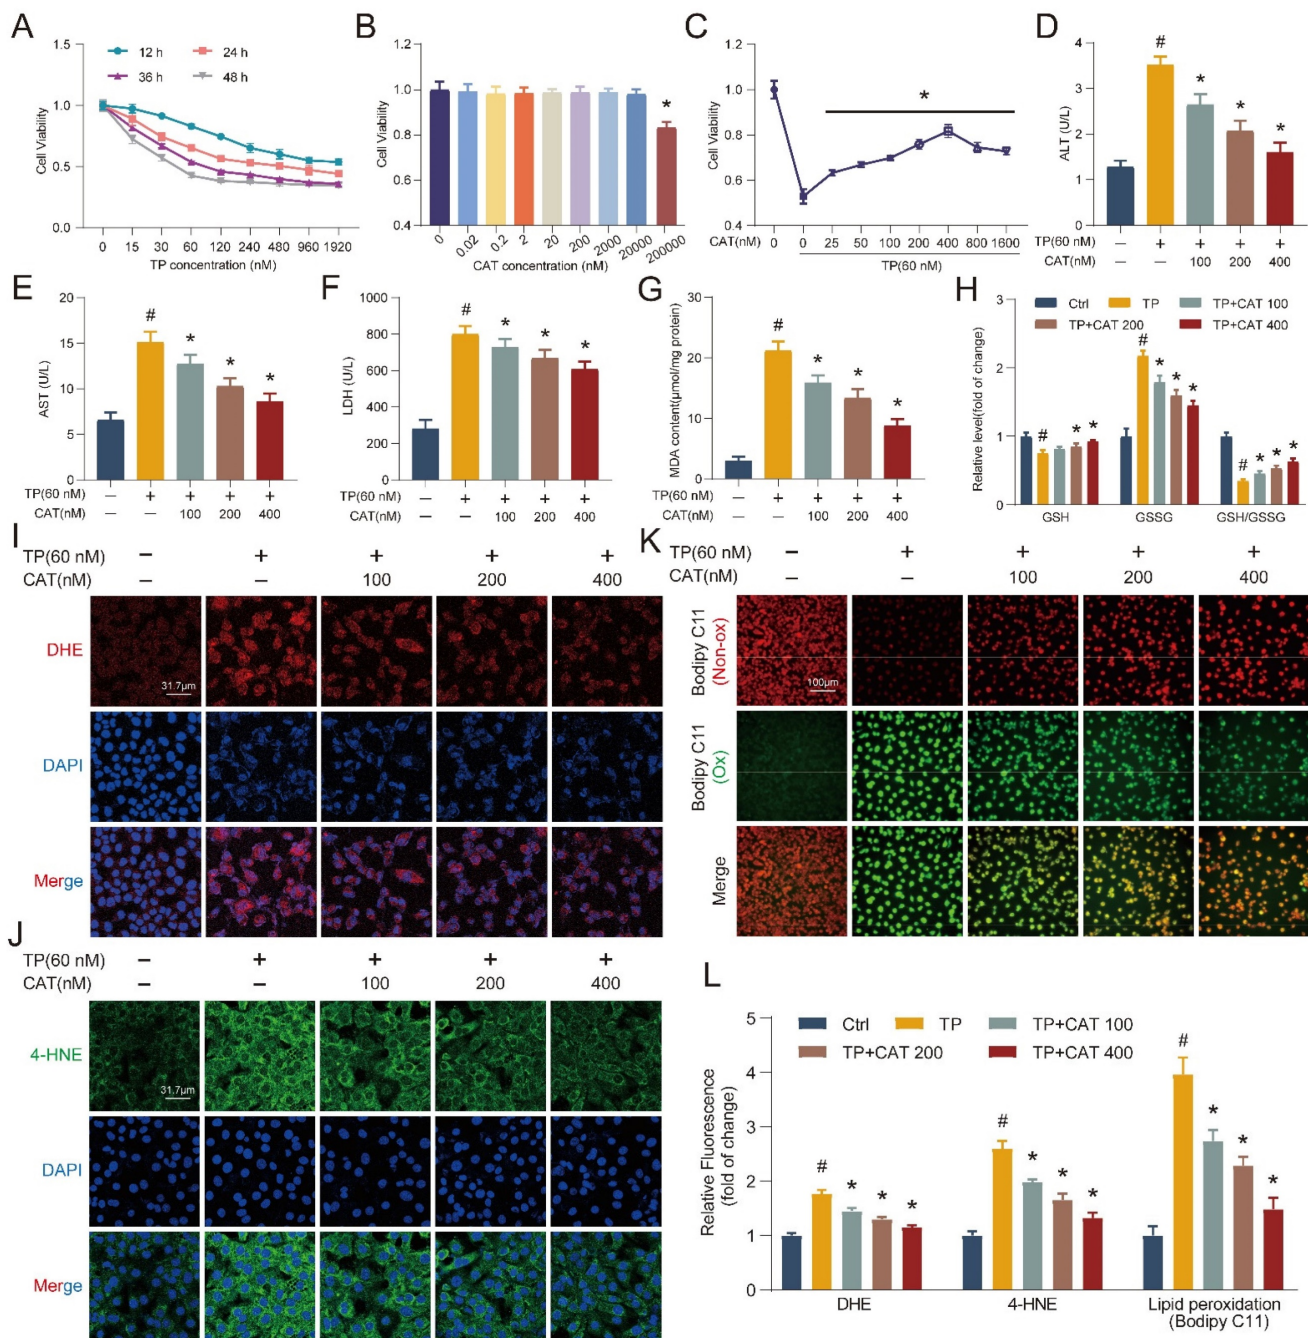 A
1.5
1.0
0.5
0.0
Cell Viability
12 h
24 h
36 h
48 h
0 15 30 60 120 240 480 960 1920
TP concentration (nM)
B
1.2
1.0
0.8
0.6
0.4
Cell Viability
*
0 0.02 0.2 2 20 200 2000 20000 200000
CAT concentration (nM)
C
1.2
1.0
0.8
0.6
0.4
Cell Viability
*
CAT(nM) 0 0 25 50 100 200 400 800 1600
TP(60 nM)
D
4
3
2
1
0
ALT (U/L)
# * * *
TP(60 nM) – + + + +
CAT(nM) – – 100 200 400
E
20
15
10
5
0
AST (U/L)
# * * *
TP(60 nM) – + + + +
CAT(nM) – – 100 200 400
F
1000
800
600
400
200
0
LDH (U/L)
# * * *
TP(60 nM) – + + + +
CAT(nM) – – 100 200 400
G
30
20
10
0
MDA content(μmol/mg protein)
# * * *
TP(60 nM) – + + + +
CAT(nM) – – 100 200 400
H
Ctrl TP TP+CAT 100
TP+CAT 200 TP+CAT 400
3
2
1
0
Relative level(fold of change)
# * *
# * * *
# * * *
GSH GSSG GSH/GSSG
I
TP(60 nM) – + + + +
CAT(nM) – – 100 200 400
DHE
31.7μm
DAPI
Merge
K
TP(60 nM) – + + + +
CAT(nM) – – 100 200 400
Bodipy C11
(Non-ox)
100μm
Bodipy C11
(Ox)
Merge
J
TP(60 nM) – + + + +
CAT(nM) – – 100 200 400
4-HNE
31.7μm
DAPI
Merge
L
Ctrl TP TP+CAT 100
TP+CAT 200 TP+CAT 400
5
4
3
2
1
0
Relative Fluorescence
(fold of change)
# * * *
# * * *
# * * *
DHE 4-HNE Lipid peroxidation
(Bodipy C11)